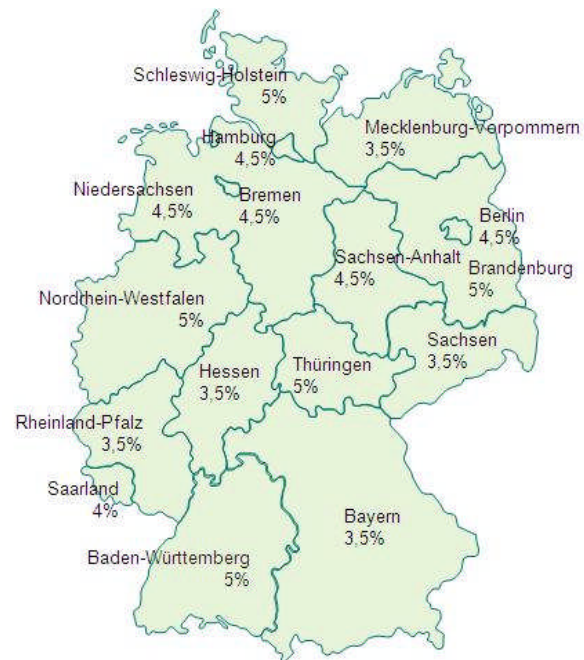 Schleswig-Holstein
5%
Mecklenburg-Vorpommern
3,5%
Hamburg
4,5%
Niedersachsen
4,5%
Bremen
4,5%
Berlin
4,5%
Sachsen-Anhalt
4,5%
Brandenburg
5%
Nordrhein-Westfalen
5%
Sachsen
3,5%
Hessen
3,5%
Thüringen
5%
Rheinland-Pfalz
3,5%
Saarland
4%
Bayern
3,5%
Baden-Württemberg
5%